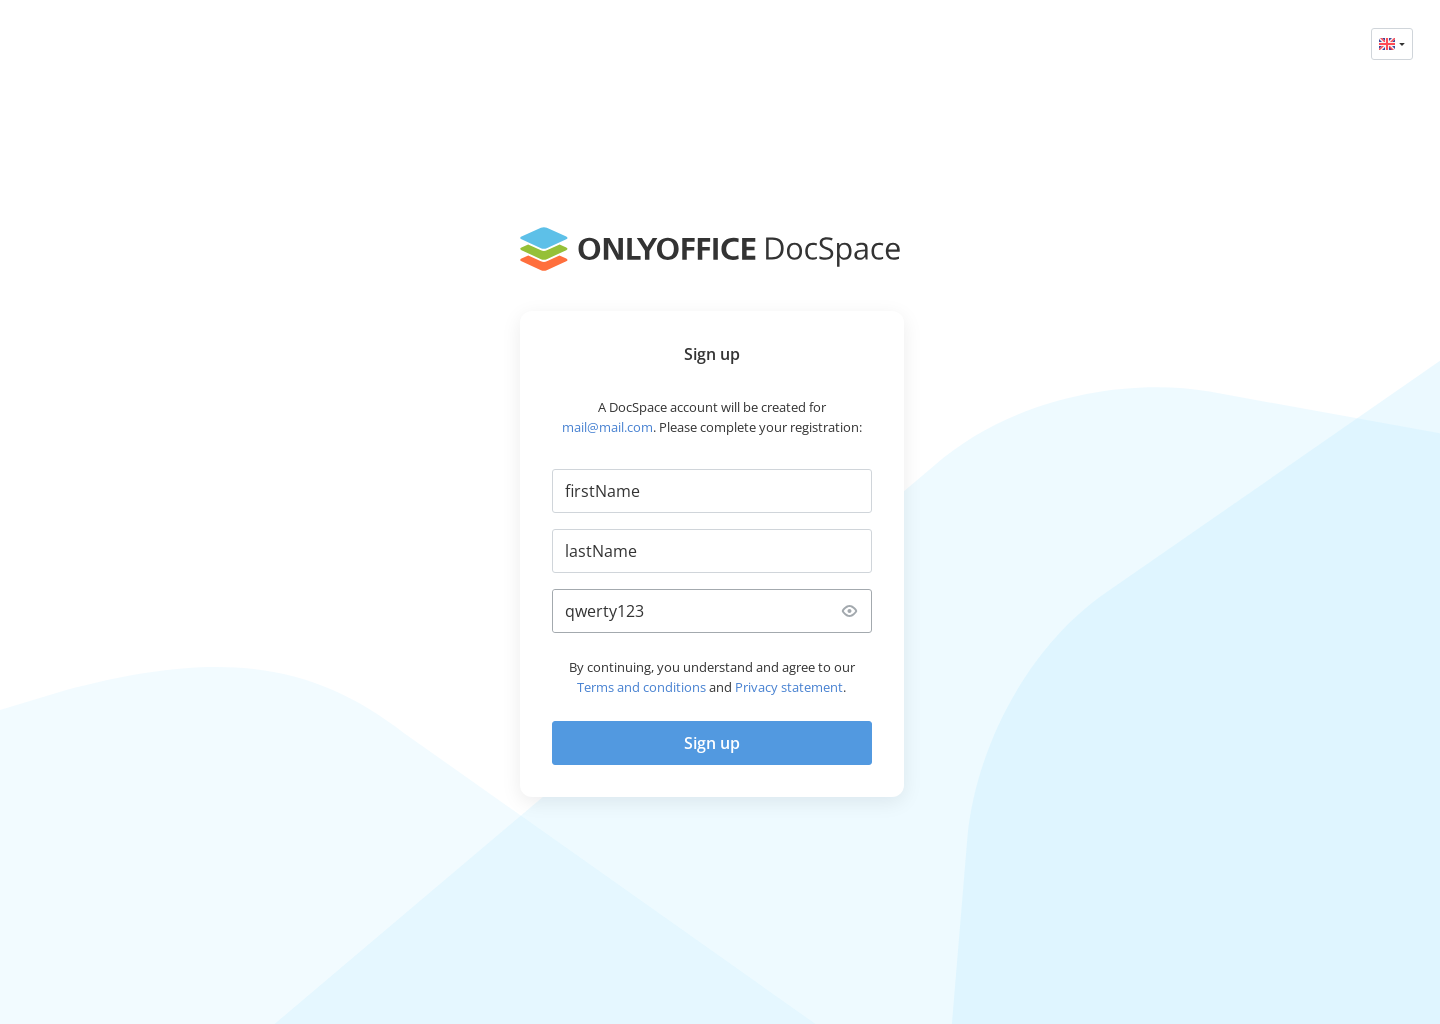 ONLYOFFICE DocSpace
Sign up
A DocSpace account will be created for
mail@mail.com. Please complete your registration:
firstName
lastName
qwerty123
By continuing, you understand and agree to our
Terms and conditions and Privacy statement.
Sign up